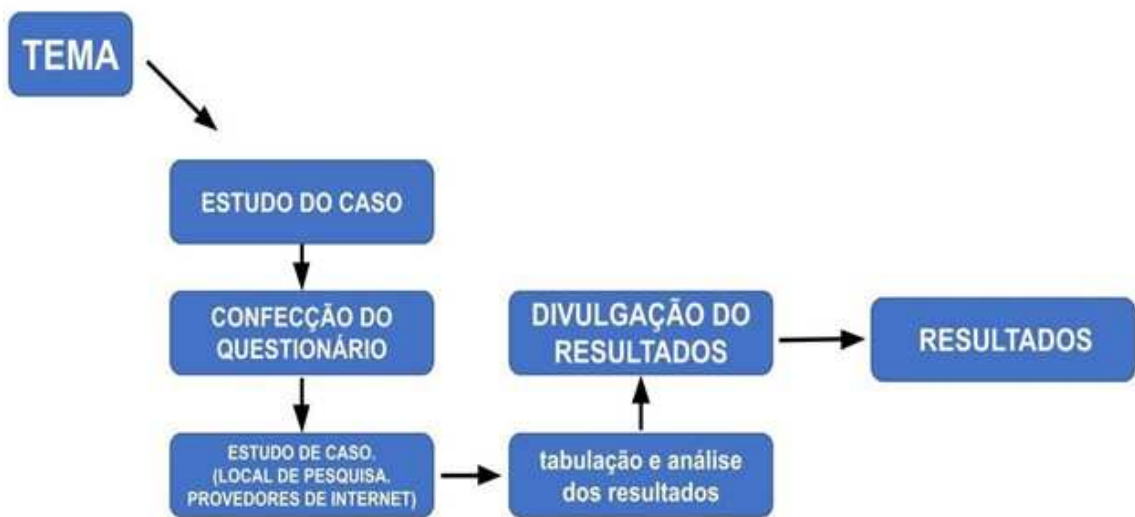 TEMA
ESTUDO DO CASO
CONFECÇÃO DO
QUESTIONÁRIO
ESTUDO DE CASO.
(LOCAL DE PESQUISA.
PROVEDORES DE INTERNET)
tabulação e análise
dos resultados
DIVULGAÇÃO DO
RESULTADOS
RESULTADOS